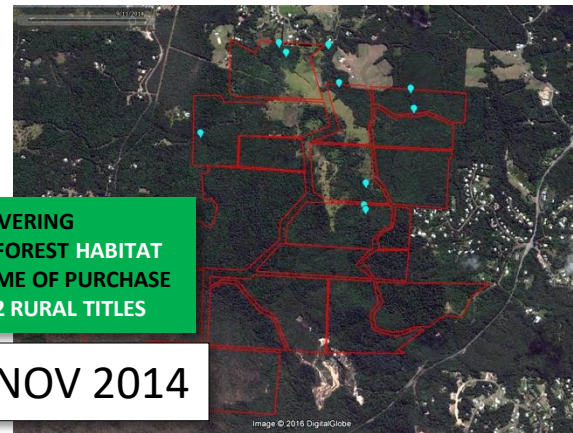 VERING
FOREST HABITAT
ME OF PURCHASE
2 RURAL TITLES
NOV 2014
Image © 2016 DigitalGlobe